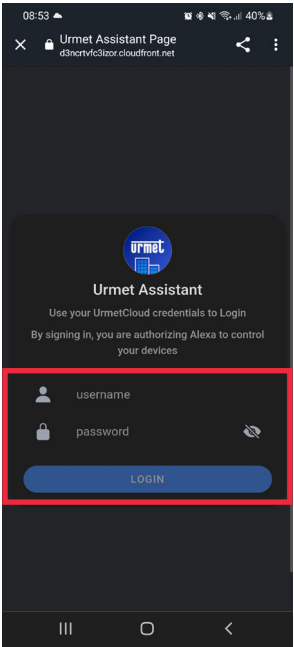 08:53 40%
Urmet Assistant Page
d3ncrtvfc3izor.cloudfront.net
urmet
Urmet Assistant
Use your UrmetCloud credentials to Login
By signing in, you are authorizing Alexa to control
your devices
username
password
LOGIN